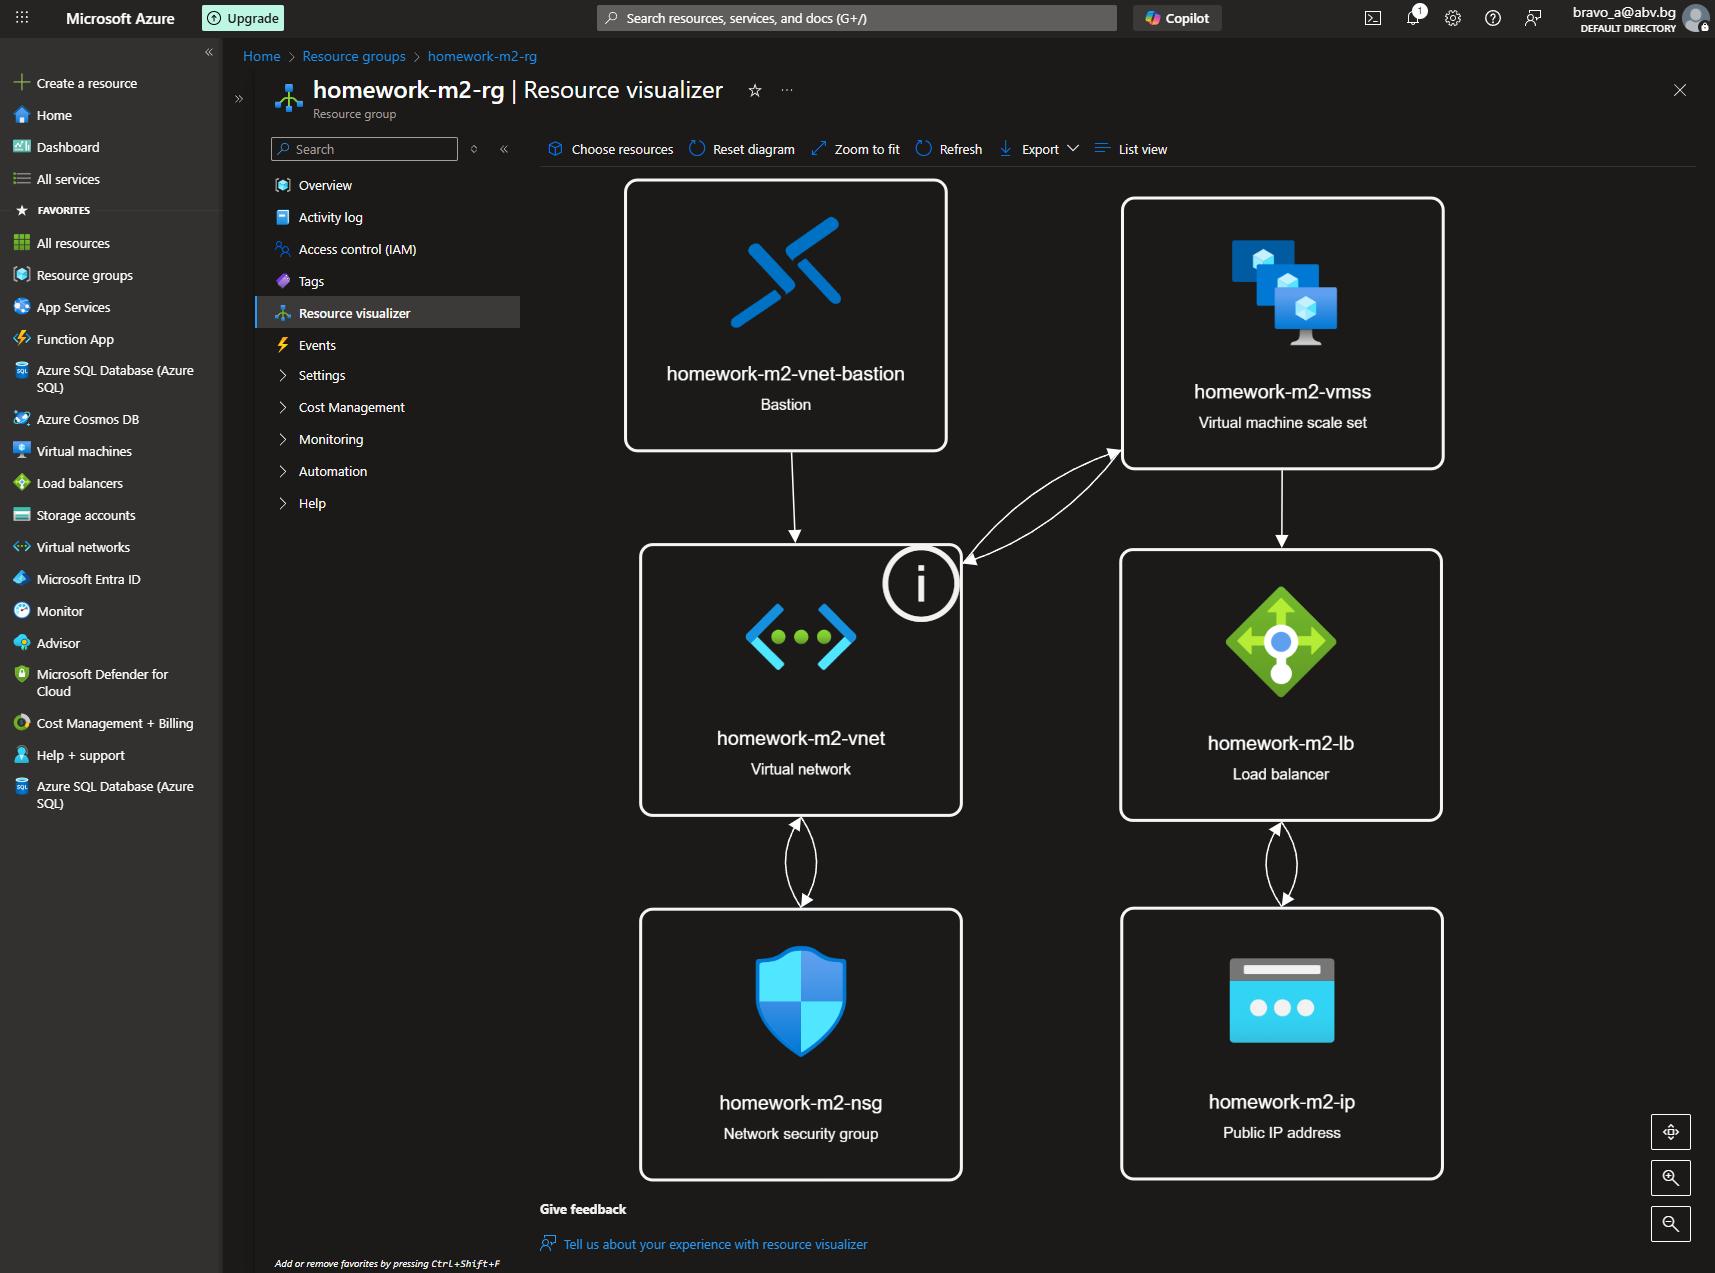 Microsoft Azure
Upgrade
Search resources, services, and docs (G+/)
Copilot
1
bravo_a@abv.bg
DEFAULT DIRECTORY
Create a resource
Home
Dashboard
All services
FAVORITES
All resources
Resource groups
App Services
Function App
Azure SQL Database (Azure
SQL)
Azure Cosmos DB
Virtual machines
Load balancers
Storage accounts
Virtual networks
Microsoft Entra ID
Monitor
Advisor
Microsoft Defender for
Cloud
Cost Management + Billing
Help + support
Azure SQL Database (Azure
SQL)
Home > Resource groups > homework-m2-rg
homework-m2-rg | Resource visualizer
Resource group
Search
Overview
Activity log
Access control (IAM)
Tags
Resource visualizer
Events
Settings
Cost Management
Monitoring
Automation
Help
Add or remove favorites by pressing Ctrl+Shift+F
Choose resources
Reset diagram
Zoom to fit
Refresh
Export
List view
homework-m2-vnet-bastion
Bastion
homework-m2-vmss
Virtual machine scale set
i
homework-m2-vnet
Virtual network
homework-m2-lb
Load balancer
homework-m2-nsg
Network security group
homework-m2-ip
Public IP address
Give feedback
Tell us about your experience with resource visualizer